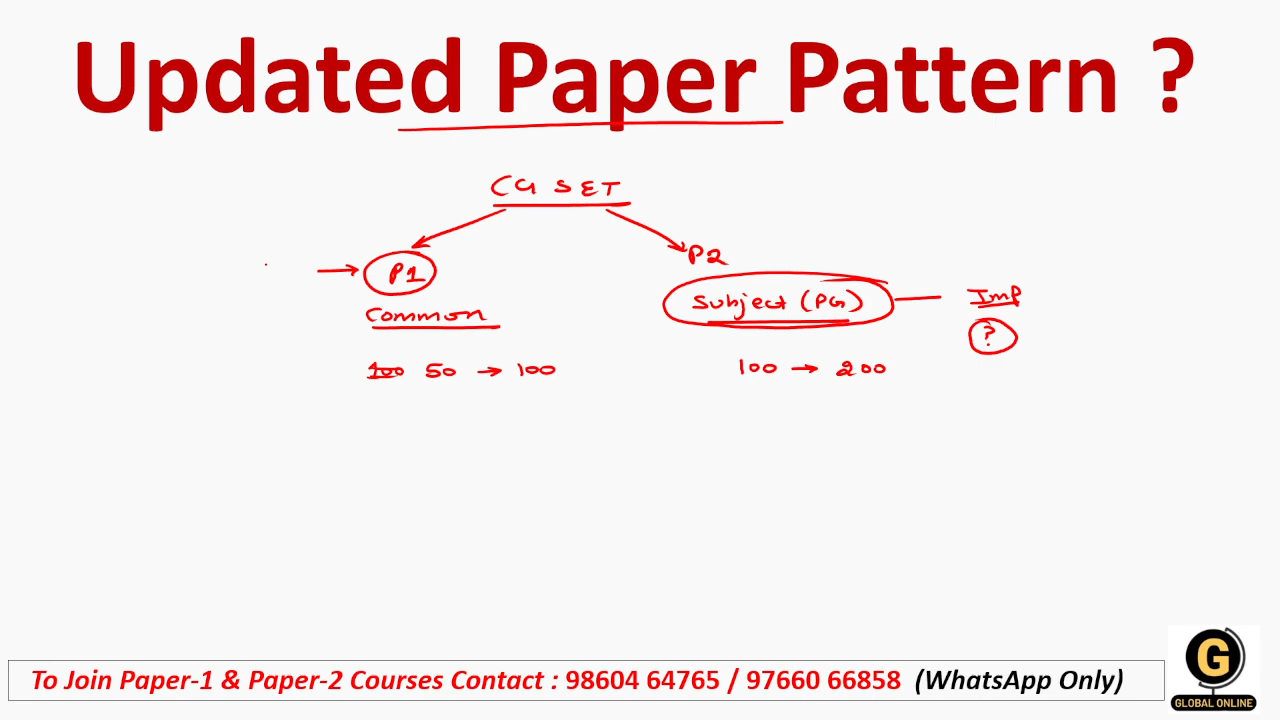 Updated Paper Pattern ?
CG SET
P1
P2
Common
Subject (PG)
Imp
?
100 50 → 100
100 → 200
To Join Paper-1 & Paper-2 Courses Contact : 98604 64765 / 97660 66858 (WhatsApp Only)
G
GLOBAL ONLINE